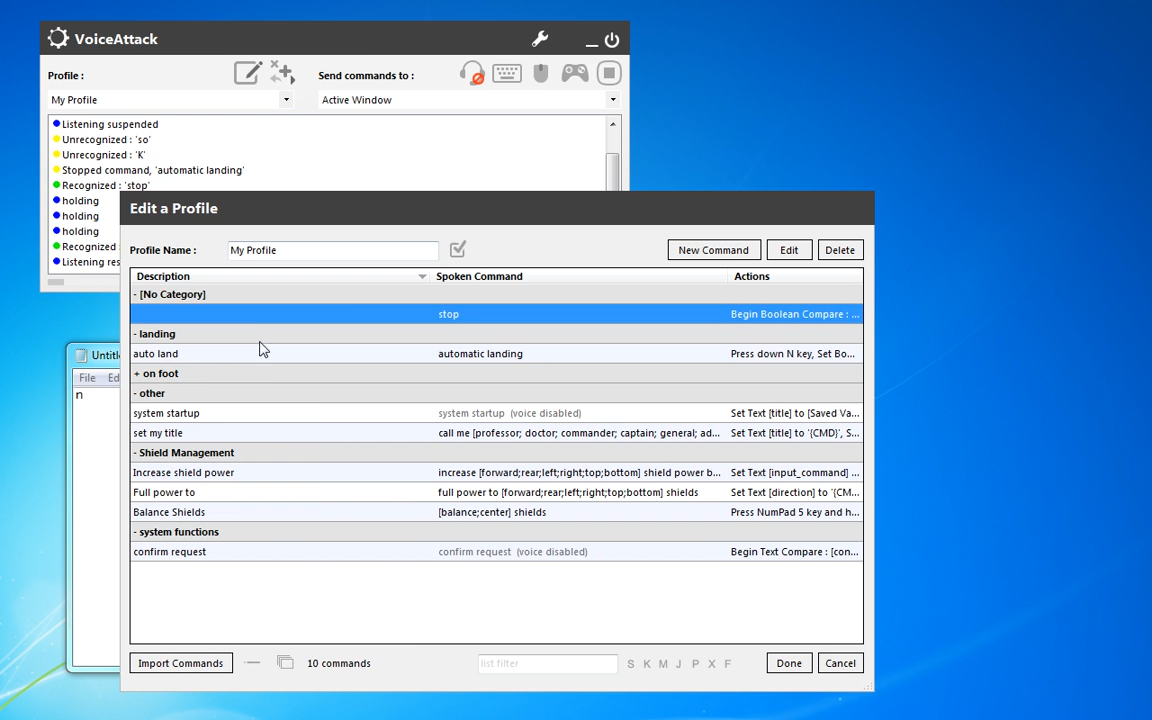 VoiceAttack
Profile :
Send commands to :
My Profile
Active Window
Listening suspended
Unrecognized : 'so'
Unrecognized : 'K'
Stopped command, 'automatic landing'
Recognized : 'stop'
holding
holding
holding
Recognized
Listening res
Edit a Profile
Profile Name :
My Profile
New Command
Edit
Delete
Description
Spoken Command
Actions
- [No Category]
stop
Begin Boolean Compare : ...
- landing
auto land
automatic landing
Press down N key, Set Bo...
+ on foot
- other
system startup
system startup (voice disabled)
Set Text [title] to [Saved Va...
set my title
call me [professor; doctor; commander; captain; general; ad...
Set Text [title] to '{CMD}', S...
- Shield Management
Increase shield power
increase [forward;rear;left;right;top;bottom] shield power b...
Set Text [input_command] ...
Full power to
full power to [forward;rear;left;right;top;bottom] shields
Set Text [direction] to '{CM...
Balance Shields
[balance;center] shields
Press NumPad 5 key and h...
- system functions
confirm request
confirm request (voice disabled)
Begin Text Compare : [con...
Import Commands
10 commands
list filter
S K M J P X F
Done
Cancel
Untitl
File Ed
n